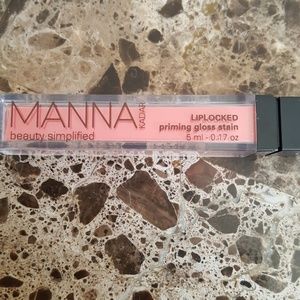 MANNA
KADAR
beauty simplified
LIPLOCKED
priming gloss stain
5 ml - 0.17 oz